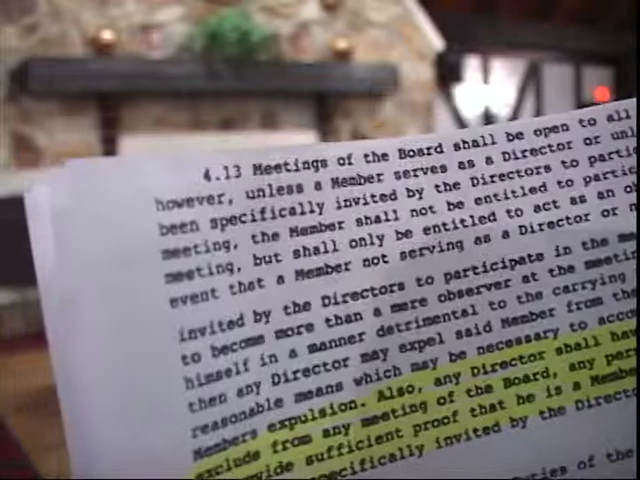 4.13 Meetings of the Board shall be open to all
however, unless a Member serves as a Director or unl
been specifically invited by the Directors to partic
meeting, the Member shall not be entitled to partic
meeting, but shall only be entitled to act as an o
event that a Member not serving as a Director or n
invited by the Directors to participate in the me
to become more than a mere observer at the meetin
himself in a manner detrimental to the carrying
then any Director may expel said Member from the
reasonable means which may be necessary to acco
Members expulsion. Also, any Director shall hav
exclude from any meeting of the Board, any per
provide sufficient proof that he is a Membe
specifically invited by the Directo
Duties of the